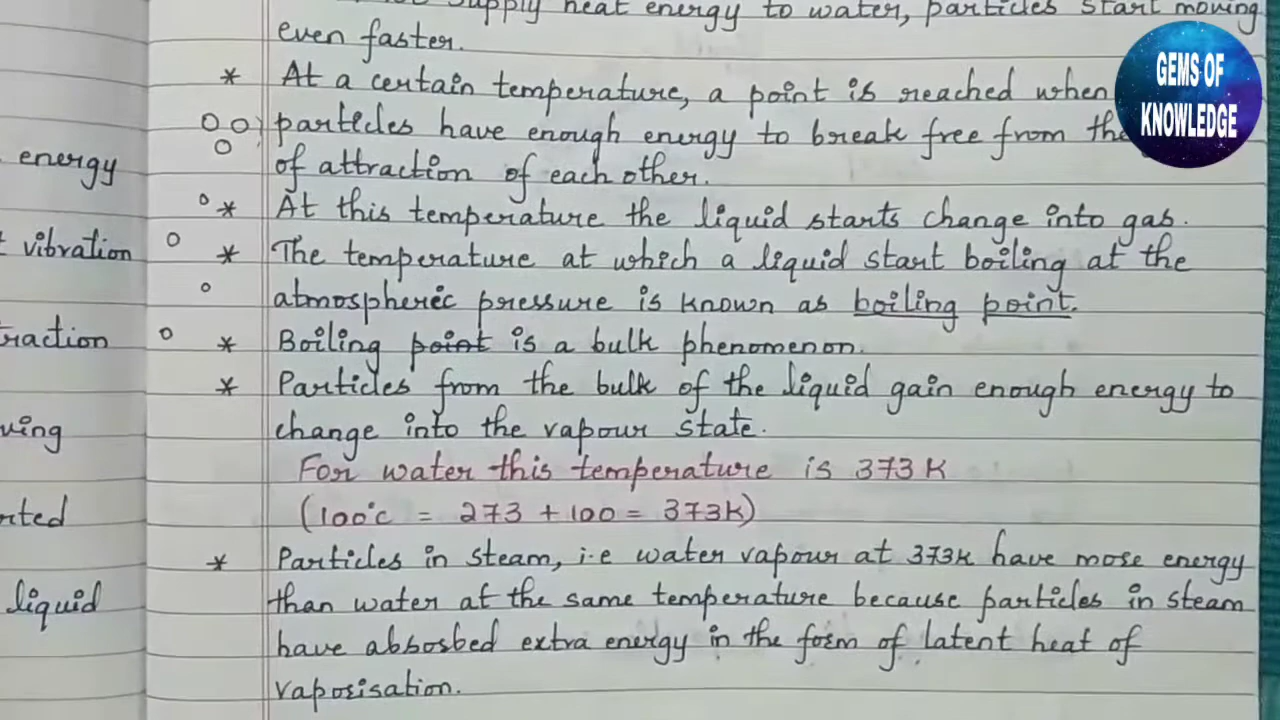 supply heat energy to water, particles start moving
even faster.
* At a certain temperature, a point is reached when
particles have enough energy to break free from the
of attraction of each other.
* At this temperature the liquid starts change into gas.
* The temperature at which a liquid start boiling at the
atmospheric pressure is known as boiling point.
* Boiling point is a bulk phenomenon.
* Particles from the bulk of the liquid gain enough energy to
change into the vapour state.
For water this temperature is 373 K
(100°C = 273 + 100 = 373K)
* Particles in steam, i.e water vapour at 373K have more energy
than water at the same temperature because particles in steam
have absorbed extra energy in the form of latent heat of
vaporisation.
energy
vibration
raction
ving
rted
liquid
GEMS OF
KNOWLEDGE